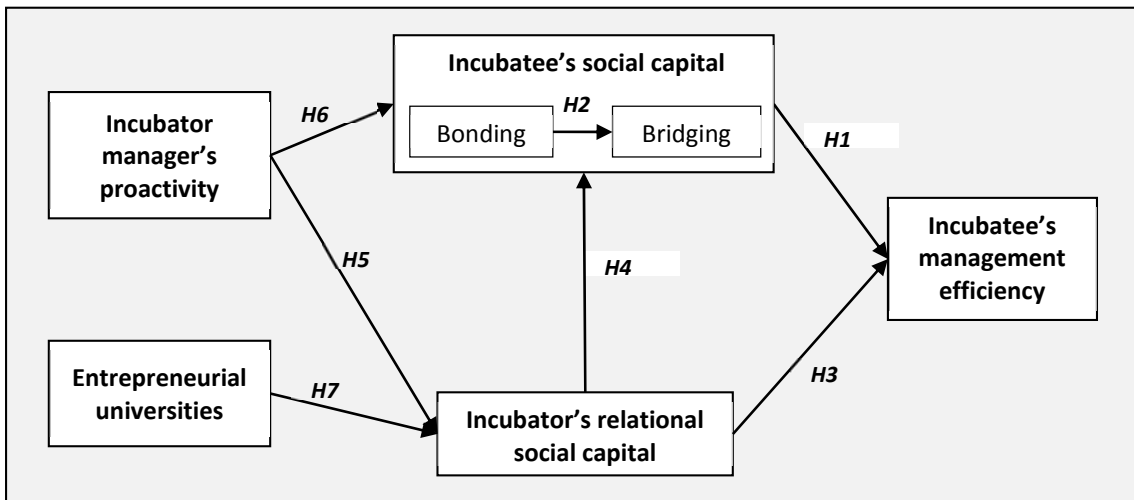 Incubatee's social capital
H2
Bonding
Bridging
H6
Incubator
manager's
proactivity
H1
Incubatee's
management
efficiency
H5
H4
Entrepreneurial
universities
H7
H3
Incubator's relational
social capital